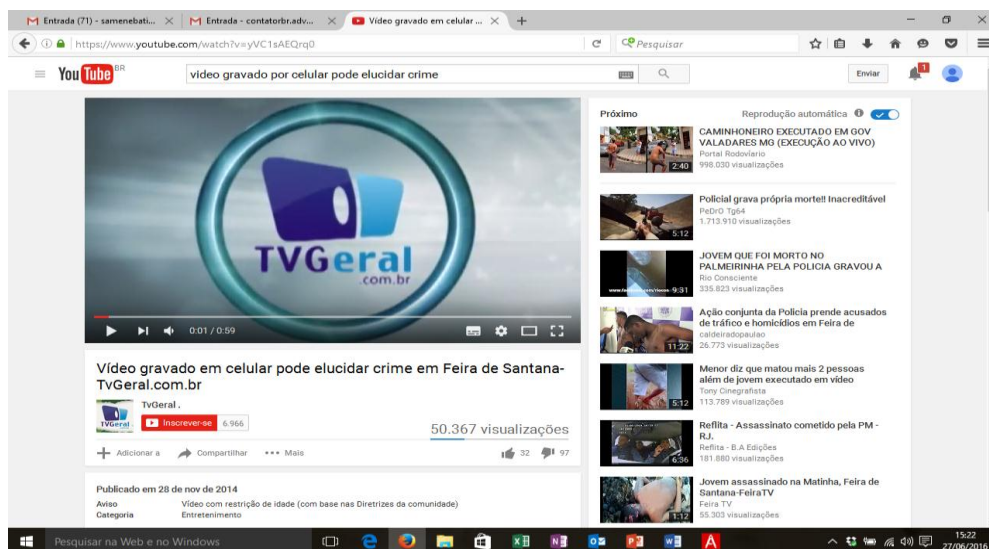 Entrada (71) - samenebati...
Entrada - contatorbr.adv...
Vídeo gravado em celular ...
https://www.youtube.com/watch?v=yVC1sAEQrq0
Pesquisar
YouTube BR
video gravado por celular pode elucidar crime
Enviar
1
TVGeral
.com.br
0:01 / 0:59
Vídeo gravado em celular pode elucidar crime em Feira de Santana-
TvGeral.com.br
TVGeral
TvGeral .
Inscrever-se 6.966
50.367 visualizações
Adicionar a Compartilhar Mais
32 97
Publicado em 28 de nov de 2014
Aviso Vídeo com restrição de idade (com base nas Diretrizes da comunidade)
Categoria Entretenimento
Próximo
Reprodução automática
2:40
CAMINHONEIRO EXECUTADO EM GOV
VALADARES MG (EXECUÇÃO AO VIVO)
Portal Rodoviario
998.030 visualizações
5:12
Policial grava própria morte!! Inacreditável
PeDrO Tg64
1.713.910 visualizações
9:31
JOVEM QUE FOI MORTO NO
PALMEIRINHA PELA POLICIA GRAVOU A
Rio Consciente
335.823 visualizações
11:22
Ação conjunta da Policia prende acusados
de tráfico e homicídios em Feira de
caldeiradopaulao
26.773 visualizações
5:12
Menor diz que matou mais 2 pessoas
além de jovem executado em vídeo
Tony Cinegrafista
113.789 visualizações
6:36
Reflita - Assassinato cometido pela PM -
RJ.
Reflita - B.A Edições
181.880 visualizações
1:12
Jovem assassinado na Matinha, Feira de
Santana-FeiraTV
Feira TV
55.303 visualizações
Pesquisar na Web e no Windows
15:22
27/06/2016